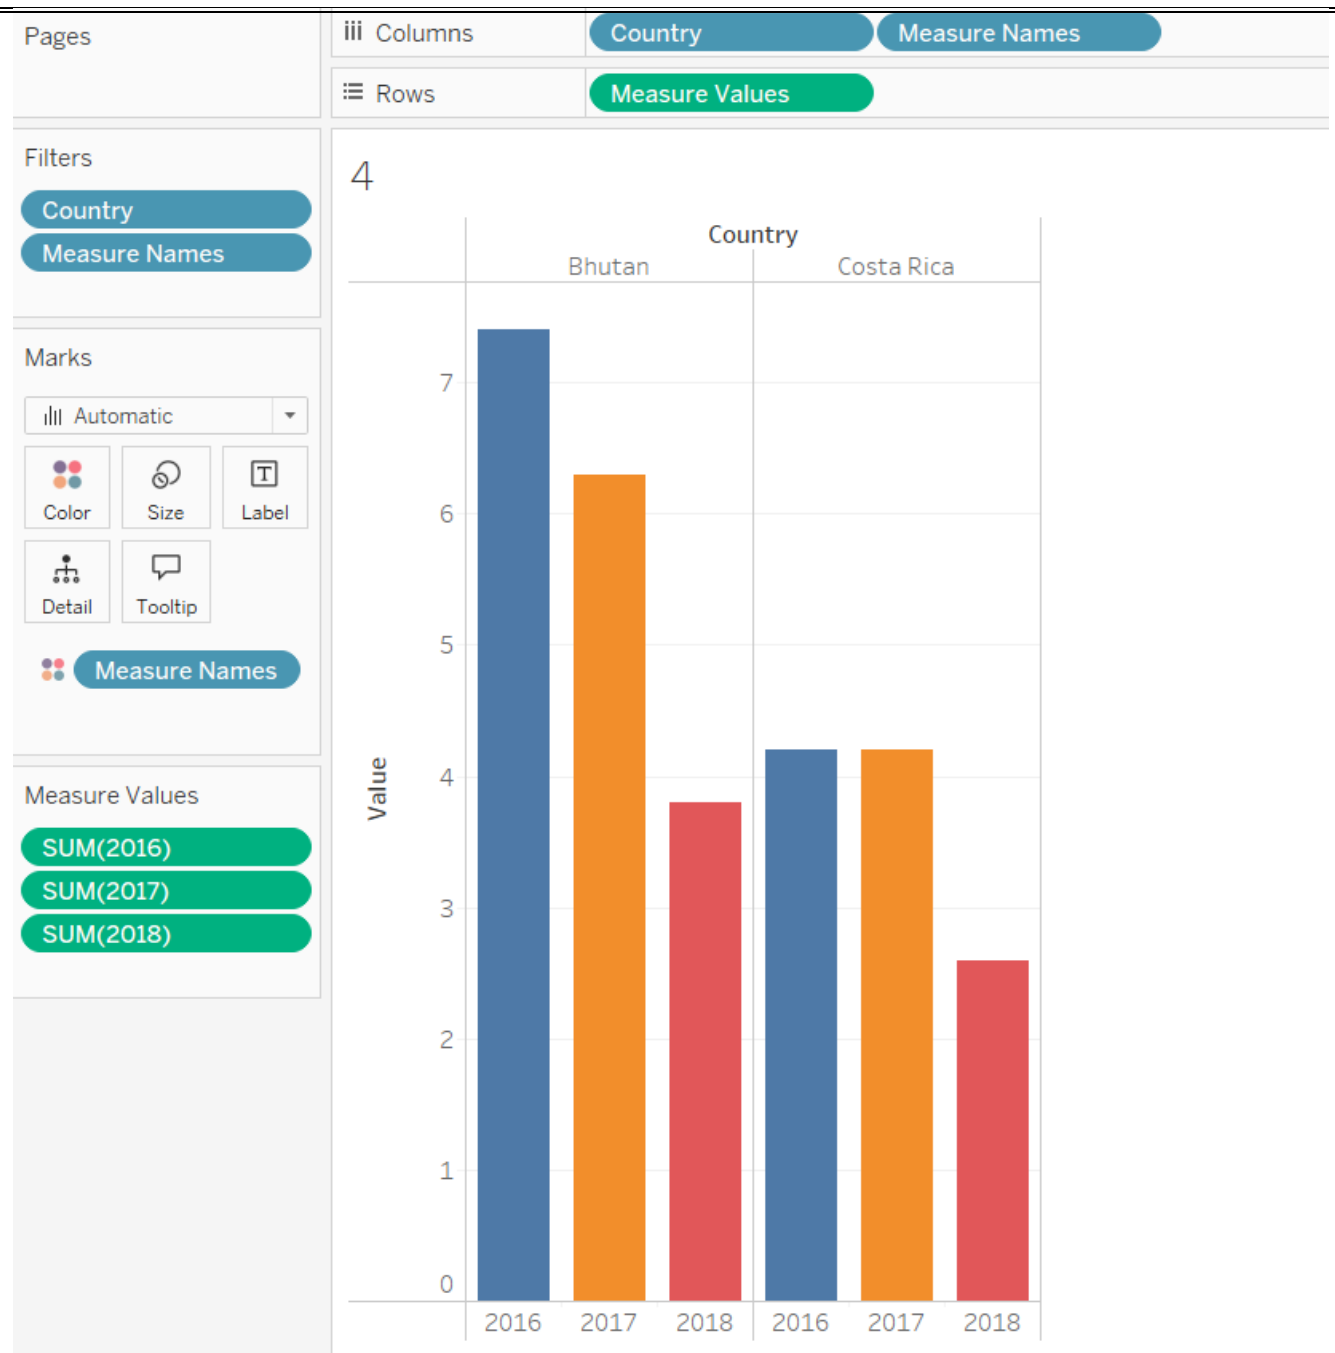 Pages
Columns Country Measure Names
Rows Measure Values
Filters
Country
Measure Names
Marks
Automatic
Color Size Label
Detail Tooltip
Measure Names
Measure Values
SUM(2016)
SUM(2017)
SUM(2018)
4
Country
Bhutan Costa Rica
Value
7
6
5
4
3
2
1
0
2016 2017 2018 2016 2017 2018